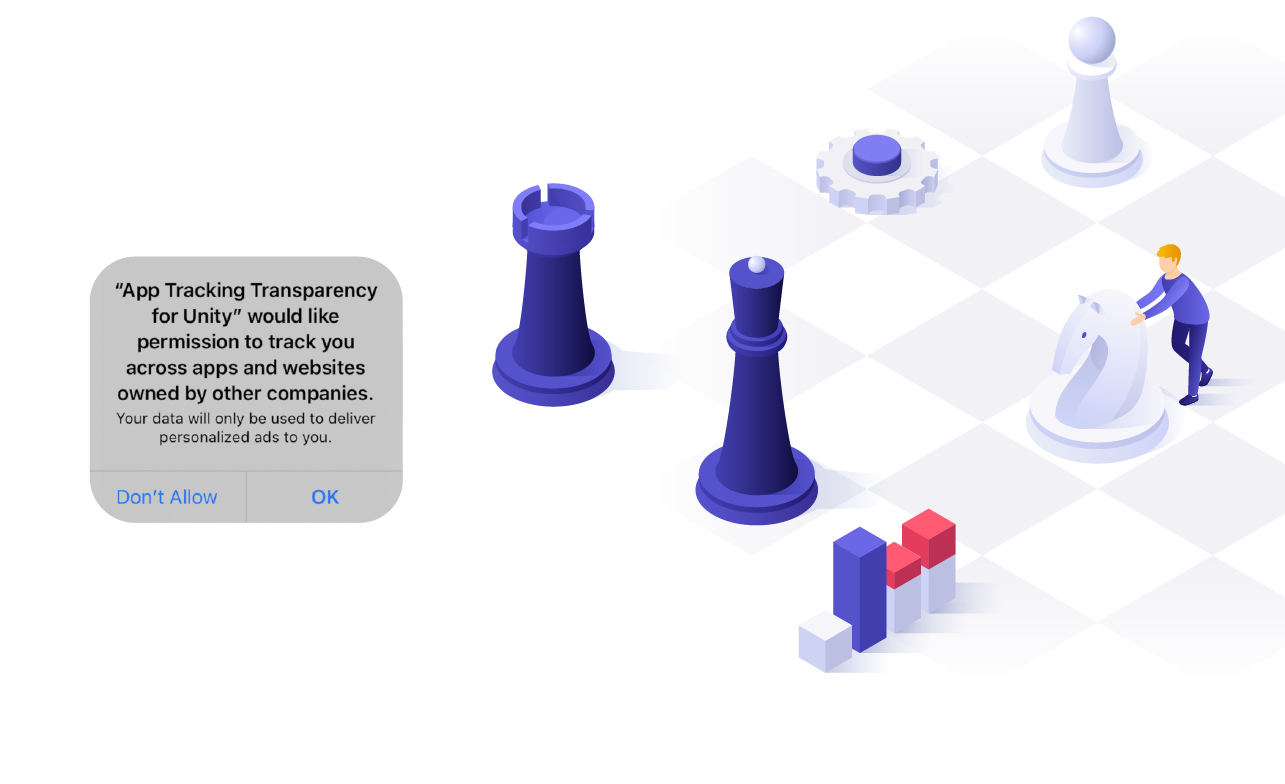 “App Tracking Transparency
for Unity” would like
permission to track you
across apps and websites
owned by other companies.
Your data will only be used to deliver
personalized ads to you.
Don’t Allow
OK